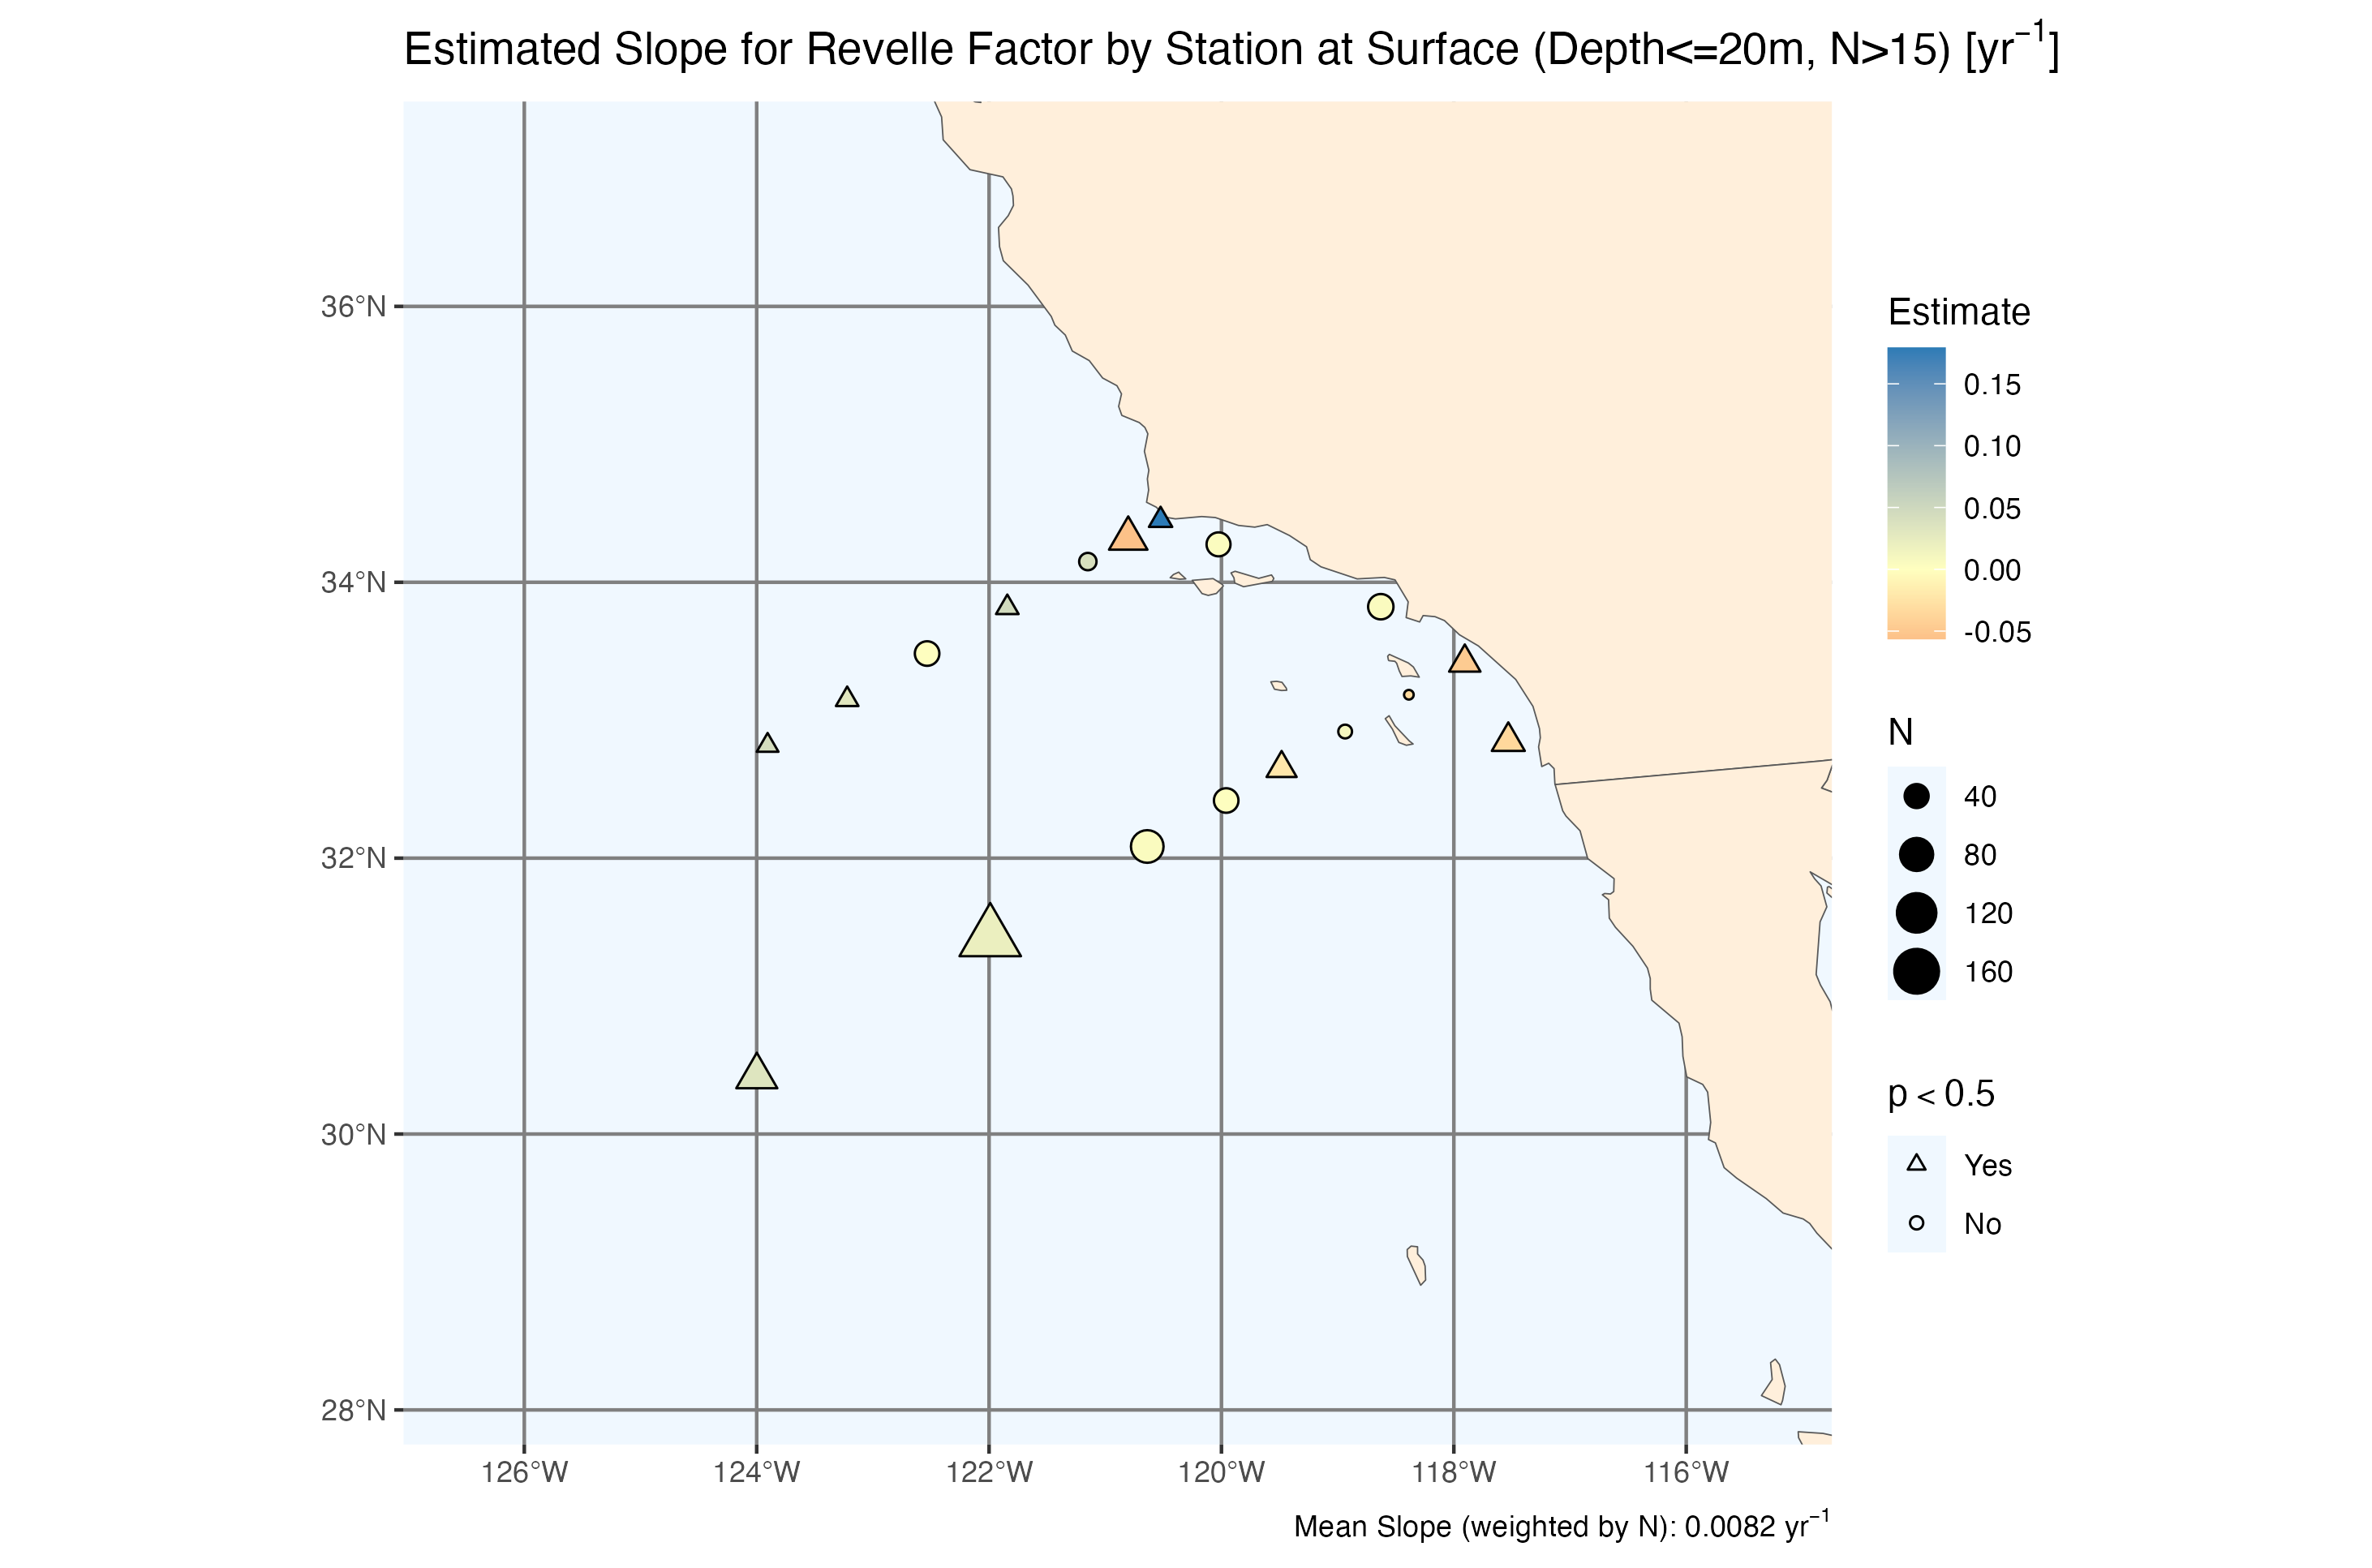 Estimated Slope for Revelle Factor by Station at Surface (Depth<=20m, N>15) [yr⁻¹]
36°N
34°N
32°N
30°N
28°N
126°W
124°W
122°W
120°W
118°W
116°W
Estimate
0.15
0.10
0.05
0.00
-0.05
N
40
80
120
160
p < 0.5
Yes
No
Mean Slope (weighted by N): 0.0082 yr⁻¹